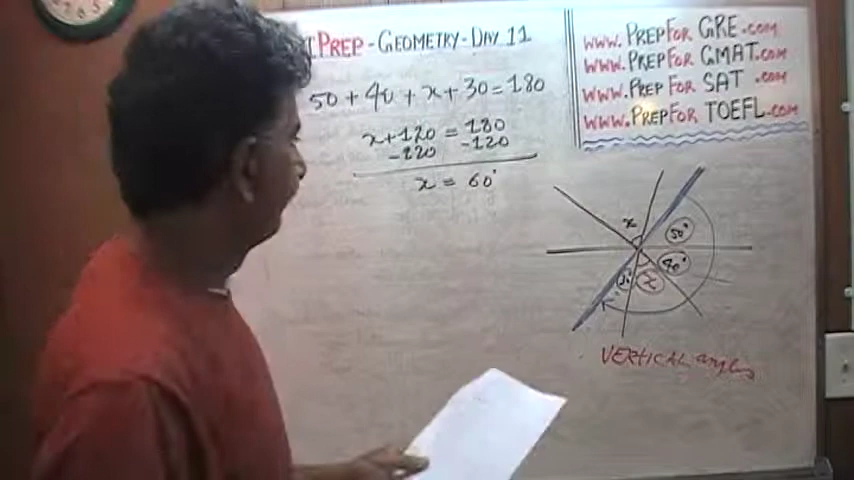 PREP-GEOMETRY-DAY 11
50 + 40 + x + 30 = 180
x + 120 = 180
-120 -120
x = 60°
www.PREPFOR GRE.com
www.PREPFOR GMAT.com
www.PREP FOR SAT.com
www.PREPFOR TOEFL.com
x
50°
40°
30°
x
VERTICAL angles